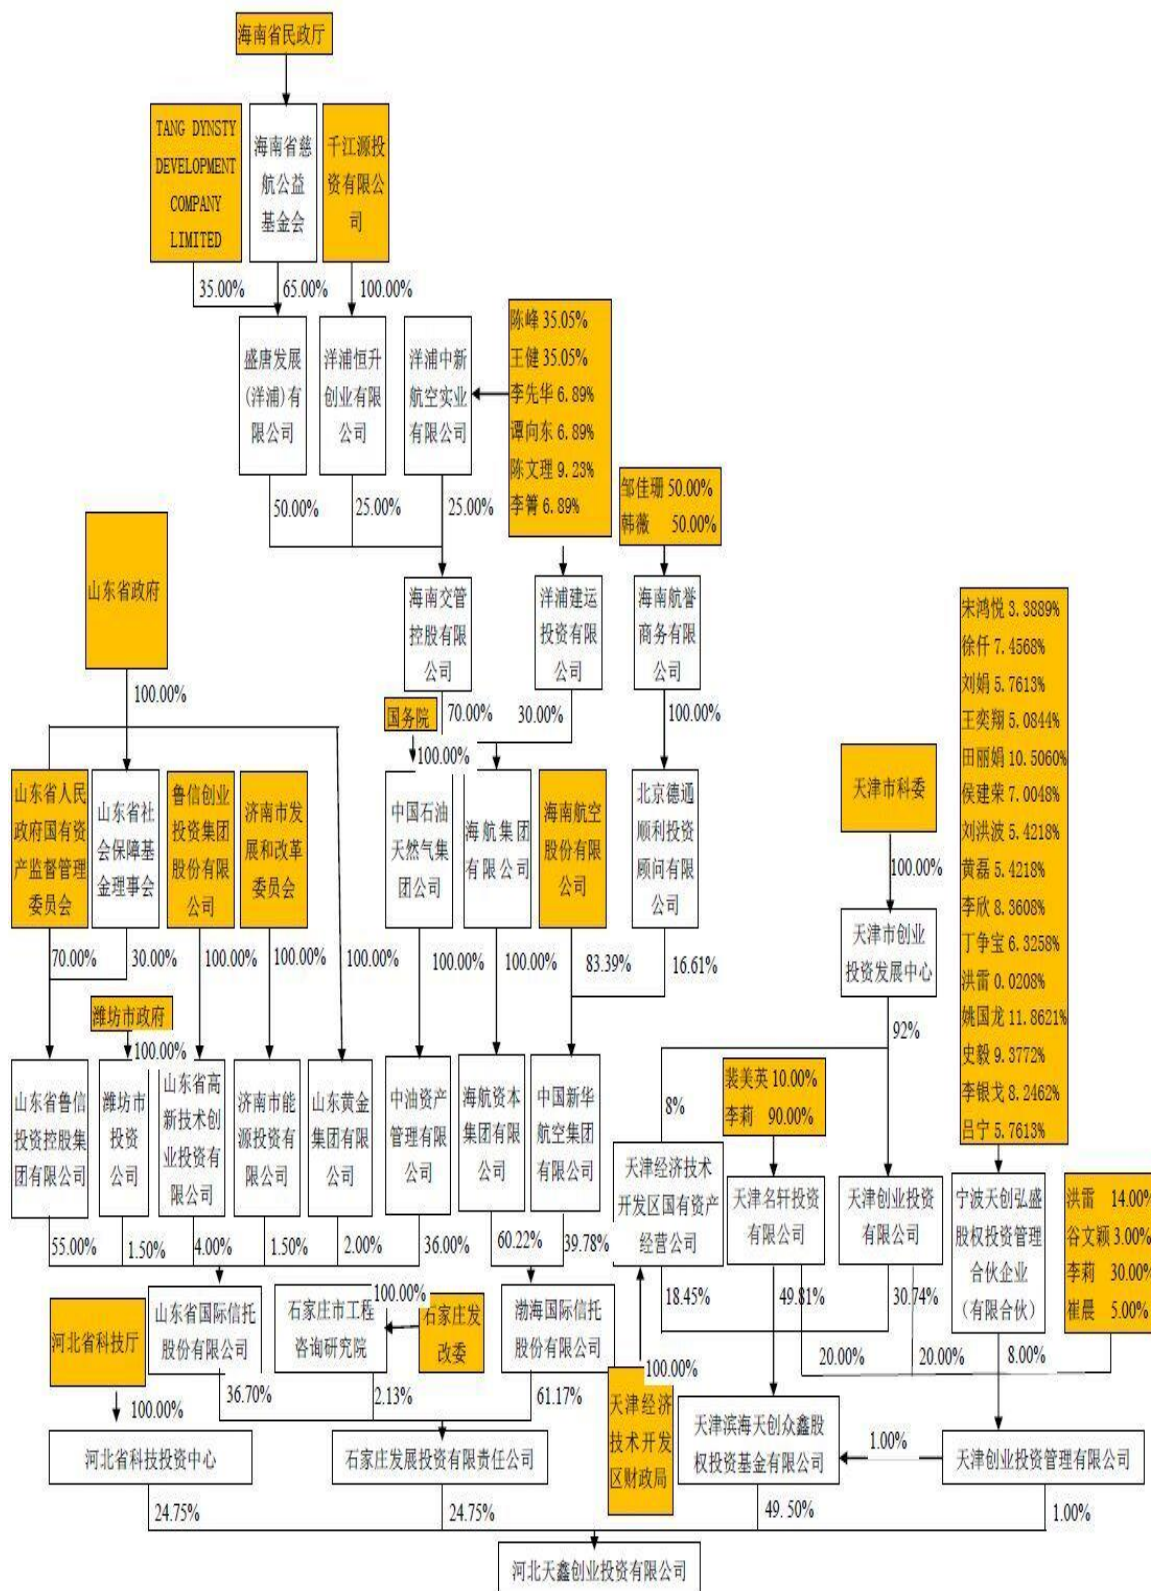 海南省民政厅
TANG DYNSTY
DEVELOPMENT
COMPANY
LIMITED
海南省慈
航公益
基金会
千江源投
资有限公
司
35.00%
65.00%
100.00%
盛唐发展
(洋浦)有
限公司
洋浦恒升
创业有限
公司
洋浦中新
航空实业
有限公司
陈峰 35.05%
王健 35.05%
李先华 6.89%
谭向东 6.89%
陈文理 9.23%
李箐 6.89%
50.00%
25.00%
25.00%
邹佳珊 50.00%
韩薇 50.00%
山东省政府
海南交管
控股有限
公司
洋浦建运
投资有限
公司
海南航誉
商务有限
公司
宋鸿悦 3.3889%
徐仟 7.4568%
刘娟 5.7613%
王奕翔 5.0844%
田丽娟 10.5060%
侯建荣 7.0048%
刘洪波 5.4218%
黄磊 5.4218%
李欣 8.3608%
丁争宝 6.3258%
洪雷 0.0208%
姚国龙 11.8621%
史毅 9.3772%
李银戈 8.2462%
吕宁 5.7613%
100.00%
国务院
70.00%
30.00%
100.00%
100.00%
山东省人民
政府国有资
产监督管理
委员会
山东省社
会保障基
金理事会
鲁信创业
投资集团
股份有限
公司
济南市发
展和改革
委员会
中国石油
天然气集
团公司
海航集团
有限公司
海南航空
股份有限
公司
北京德通
顺利投资
顾问有限
公司
天津市科委
100.00%
天津市创业
投资发展中心
70.00%
30.00%
100.00%
100.00%
100.00%
100.00%
100.00%
83.39%
16.61%
潍坊市政府
100.00%
92%
8%
裴美英 10.00%
李莉 90.00%
山东省鲁信
投资控股集
团有限公司
潍坊市
投资
公司
山东省高
新技术创
业投资有
限公司
济南市能
源投资有
限公司
山东黄金
集团有限
公司
中油资产
管理有限
公司
海航资本
集团有限
公司
中国新华
航空集团
有限公司
天津经济技术
开发区国有资产
经营公司
天津名轩投资
有限公司
天津创业投资
有限公司
宁波天创弘盛
股权投资管理
合伙企业
（有限合伙）
洪雷 14.00%
谷文颖 3.00%
李莉 30.00%
崔晨 5.00%
55.00%
1.50%
4.00%
1.50%
2.00%
36.00%
60.22%
39.78%
18.45%
49.81%
30.74%
河北省科技厅
山东省国际信托
股份有限公司
石家庄市工程
咨询研究院
100.00%
石家庄发
改委
渤海国际信托
股份有限公司
100.00%
20.00%
20.00%
8.00%
100.00%
36.70%
2.13%
61.17%
天津经济
技术开发
区财政局
河北省科技投资中心
石家庄发展投资有限责任公司
天津滨海天创众鑫股
权投资基金有限公司
1.00%
天津创业投资管理有限公司
24.75%
24.75%
49.50%
1.00%
河北天鑫创业投资有限公司